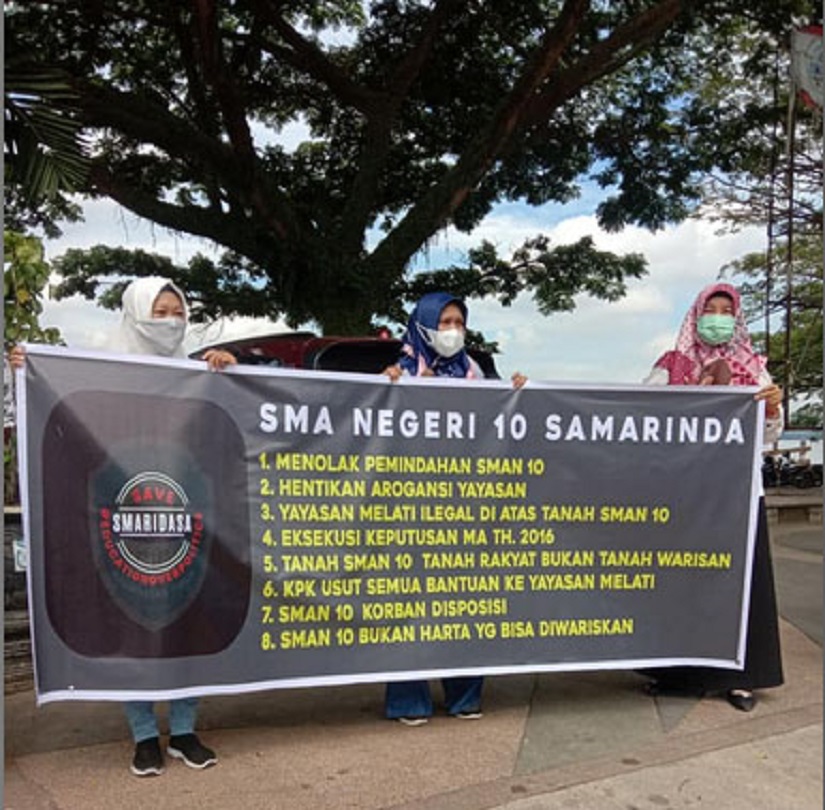 SMA NEGERI 10 SAMARINDA
1. MENOLAK PEMINDAHAN SMAN 10
2. HENTIKAN AROGANSI YAYASAN
3. YAYASAN MELATI ILEGAL DI ATAS TANAH SMAN 10
4. EKSEKUSI KEPUTUSAN MA TH. 2016
5. TANAH SMAN 10 TANAH RAKYAT BUKAN TANAH WARISAN
6. KPK USUT SEMUA BANTUAN KE YAYASAN MELATI
7. SMAN 10 KORBAN DISPOSISI
8. SMAN 10 BUKAN HARTA YG BISA DIWARISKAN
SAVE
SMARIDASA
#EDUCATIONOVERPOLITICS